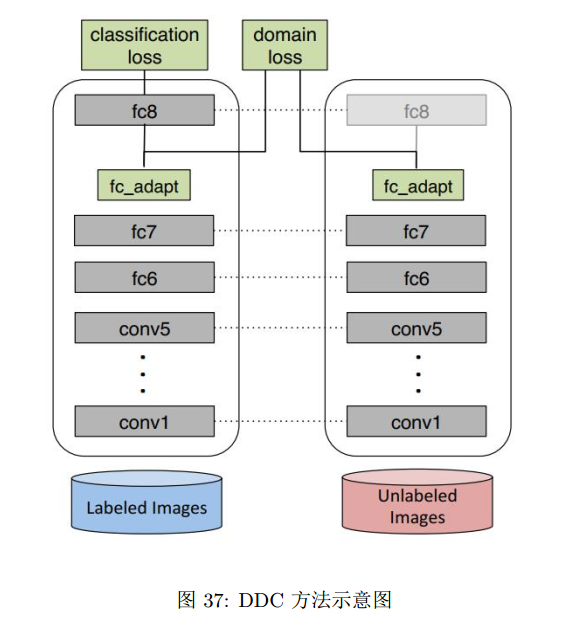 classification
loss
domain
loss
fc8
fc8
fc_adapt
fc_adapt
fc7
fc7
fc6
fc6
conv5
conv5
conv1
conv1
Labeled Images
Unlabeled
Images
图 37: DDC 方法示意图